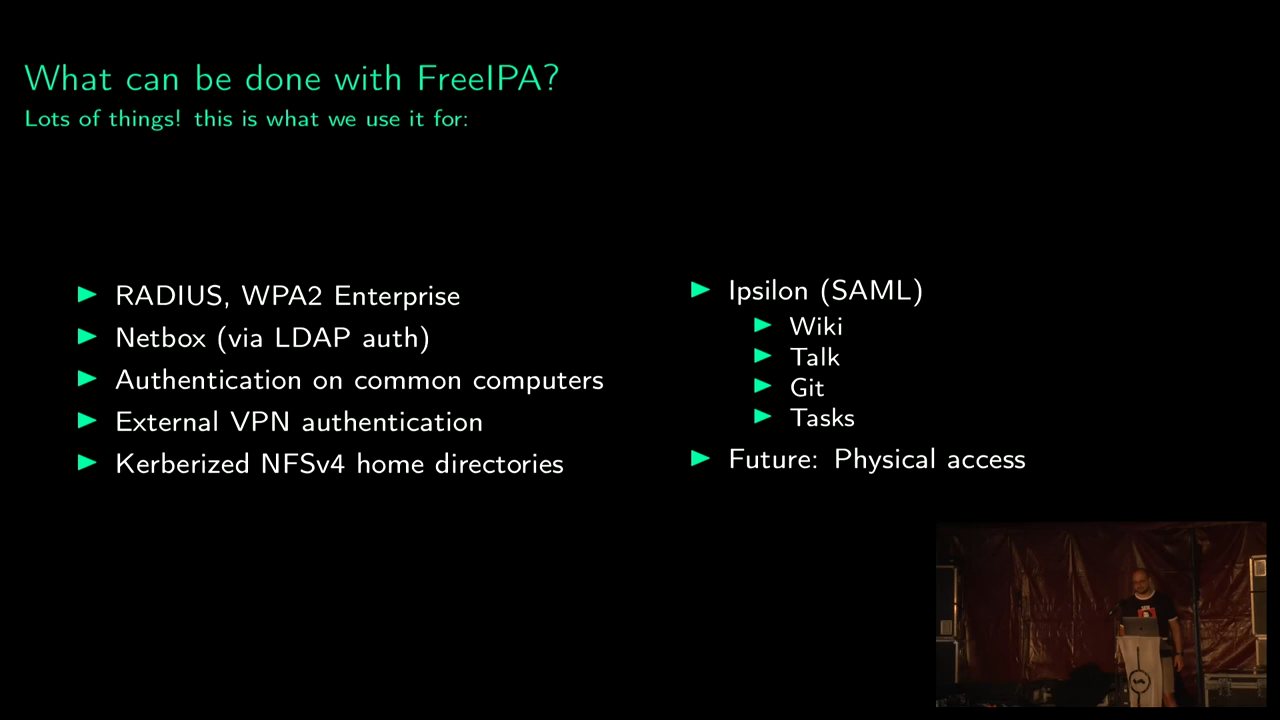 What can be done with FreeIPA?
Lots of things! this is what we use it for:
RADIUS, WPA2 Enterprise
Netbox (via LDAP auth)
Authentication on common computers
External VPN authentication
Kerberized NFSv4 home directories
Ipsilon (SAML)
Wiki
Talk
Git
Tasks
Future: Physical access